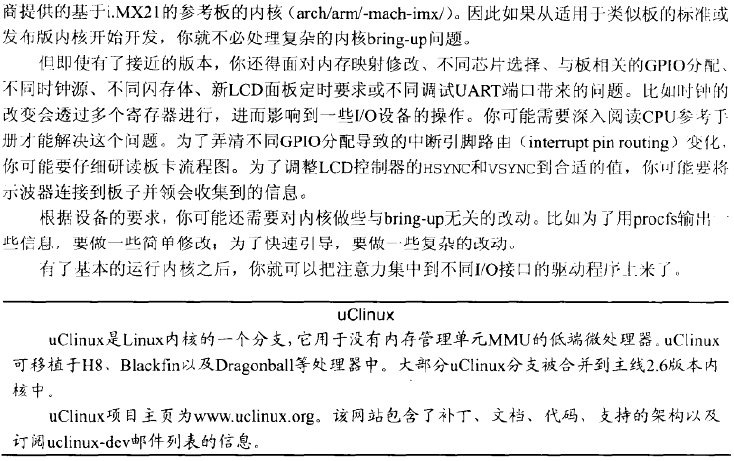 商提供的基于i.MX21的参考板的内核（arch/arm/-mach-imx/）。因此如果从适用于类似板的标准或
发布版内核开始开发，你就不必处理复杂的内核bring-up问题。
但即使有了接近的版本，你还得面对内存映射修改、不同芯片选择、与板相关的GPIO分配、
不同时钟源、不同闪存体、新LCD面板定时要求或不同调试UART端口带来的问题。比如时钟的
改变会透过多个寄存器进行，进而影响到一些I/O设备的操作。你可能需要深入阅读CPU参考手
册才能解决这个问题。为了弄清不同GPIO分配导致的中断引脚路由（interrupt pin routing）变化，
你可能要仔细研读板卡流程图。为了调整LCD控制器的HSYNC和VSYNC到合适的值，你可能要将
示波器连接到板子并领会收集到的信息。
根据设备的要求，你可能还需要对内核做些与bring-up无关的改动。比如为了用procfs输出一
些信息，要做一些简单修改；为了快速引导，要做一些复杂的改动。
有了基本的运行内核之后，你就可以把注意力集中到不同I/O接口的驱动程序上来了。
uClinux
uClinux是Linux内核的一个分支，它用于没有内存管理单元MMU的低端微处理器。uClinux
可移植于H8、Blackfin以及Dragonball等处理器中。大部分uClinux分支被合并到主线2.6版本内
核中。
uClinux项目主页为www.uclinux.org。该网站包含了补丁、文档、代码、支持的架构以及
订阅uclinux-dev邮件列表的信息。